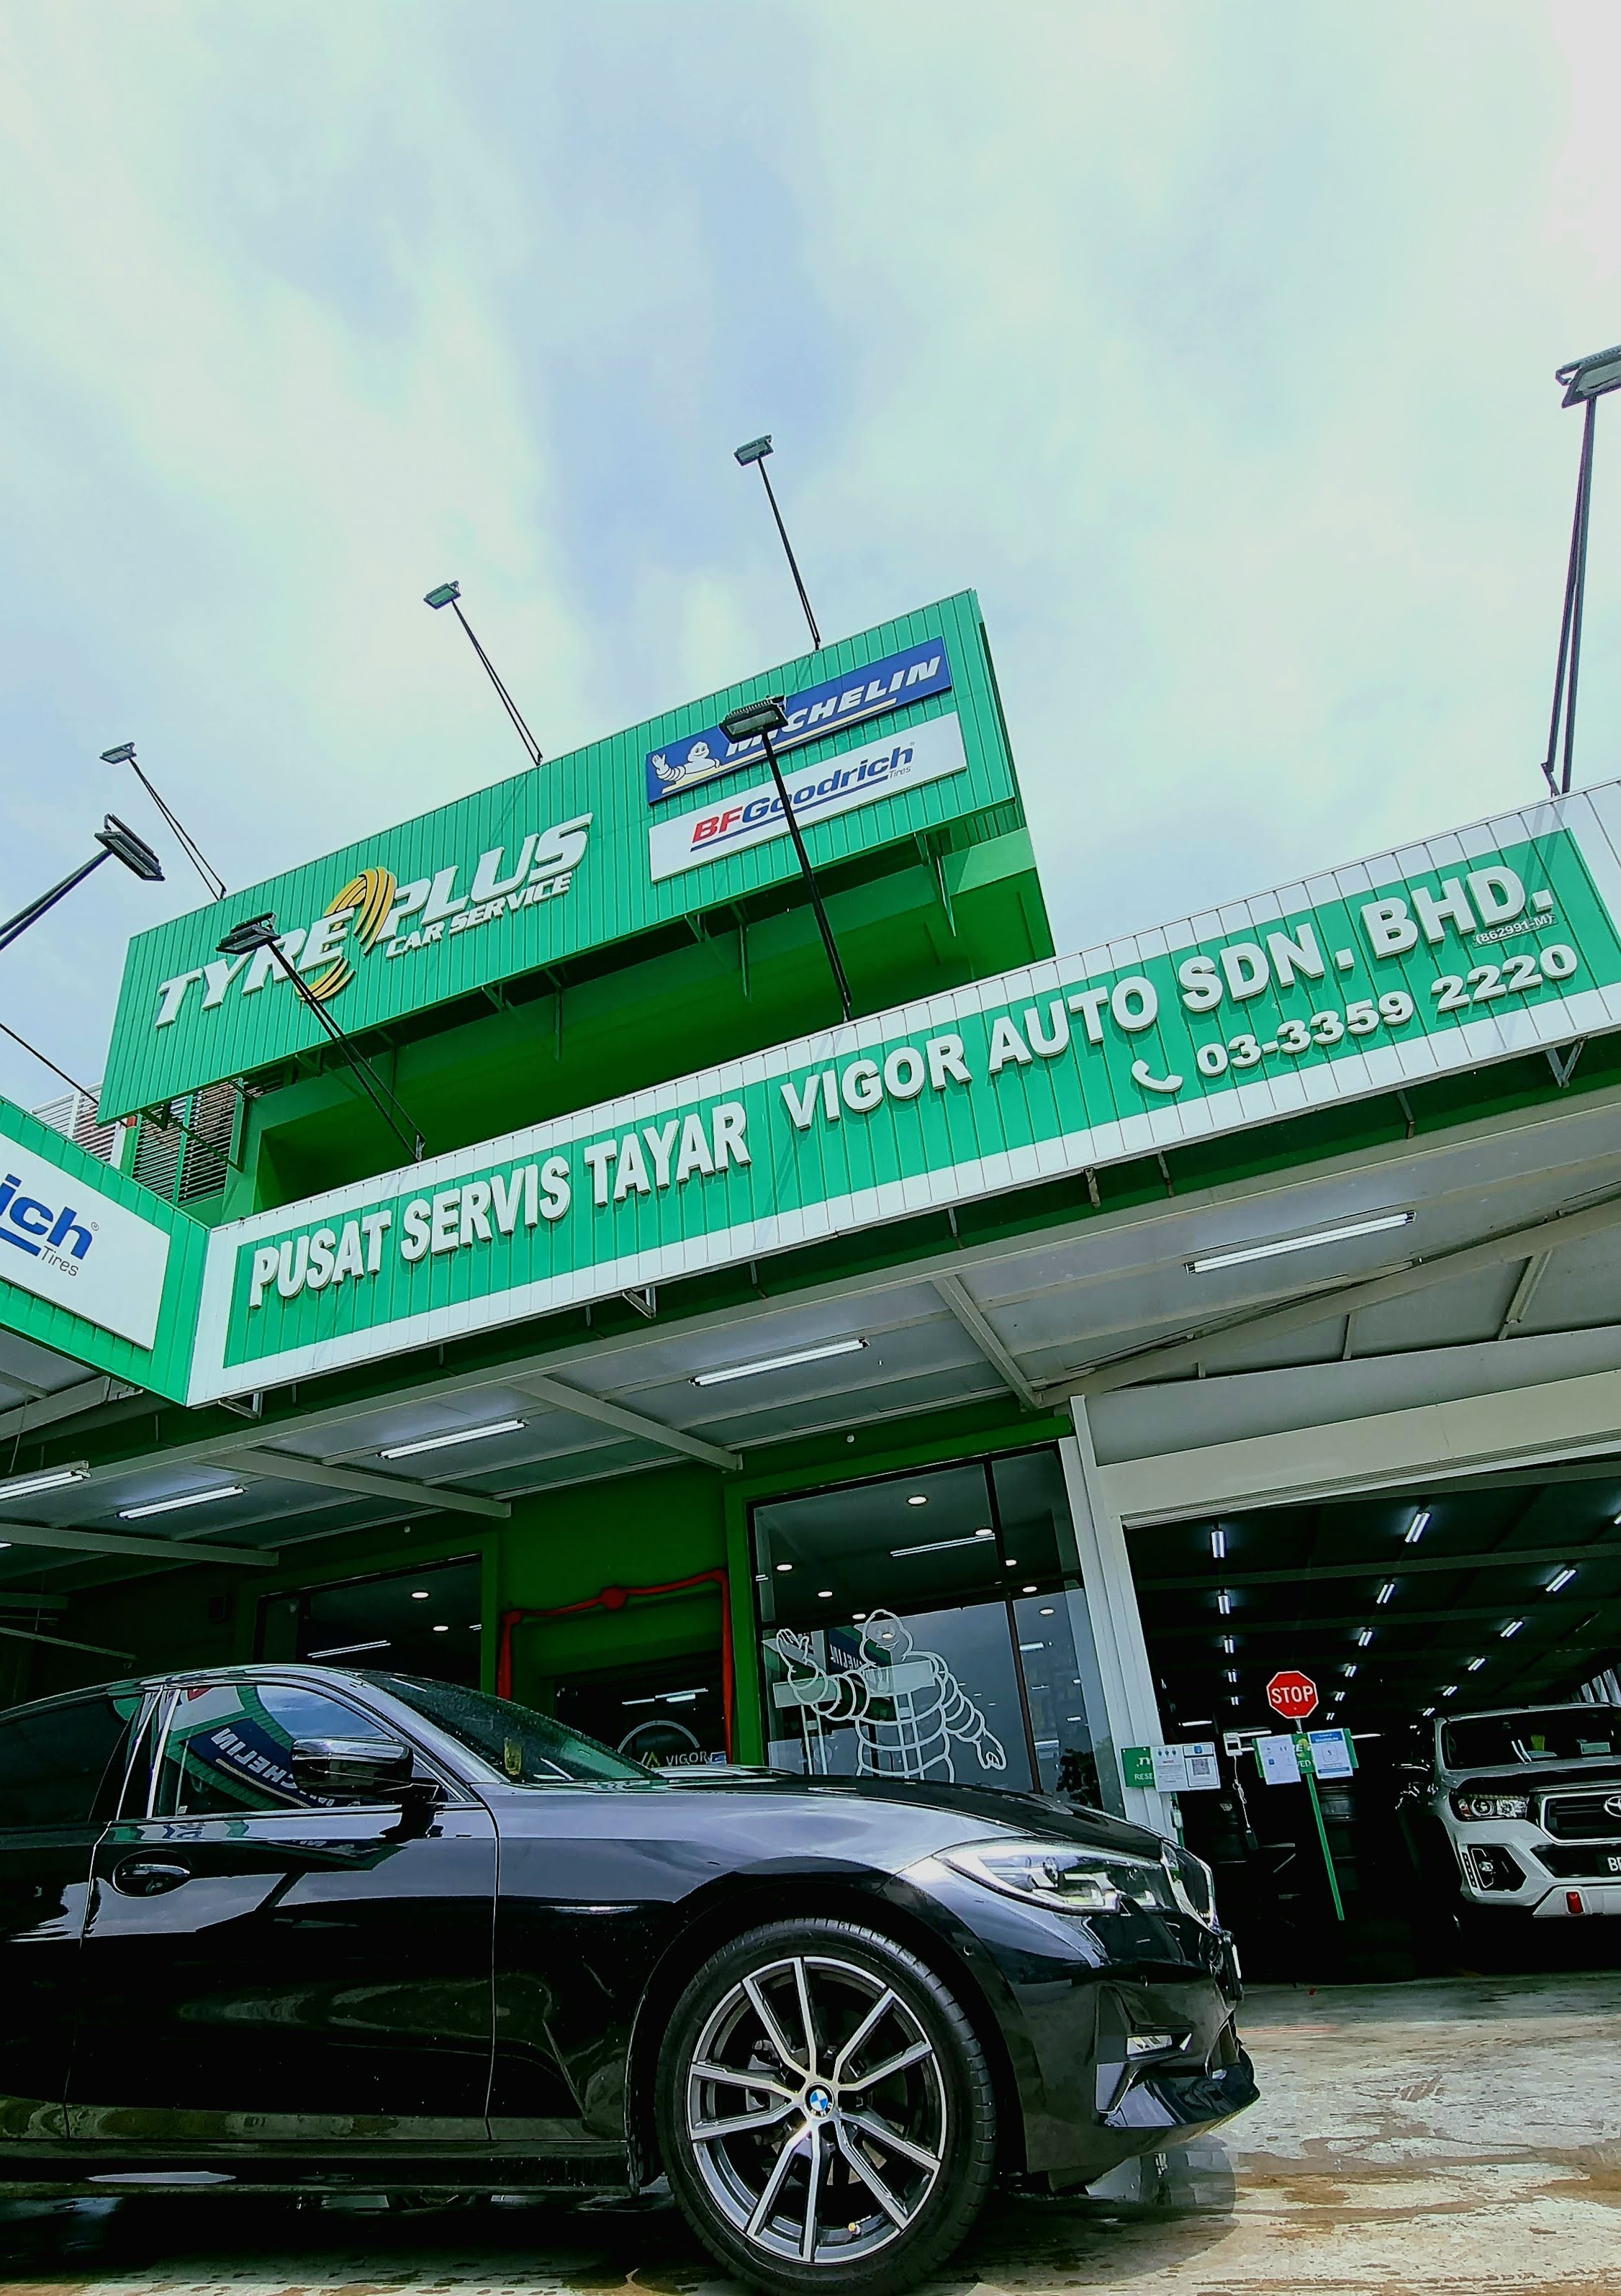 MICHELIN
BFGoodrich
Tires
TYREPLUS
CAR SERVICE
PUSAT SERVIS TAYAR VIGOR AUTO SDN. BHD.
(862991-M)
03-3359 2220
ich®
Tires
STOP
VIGOR